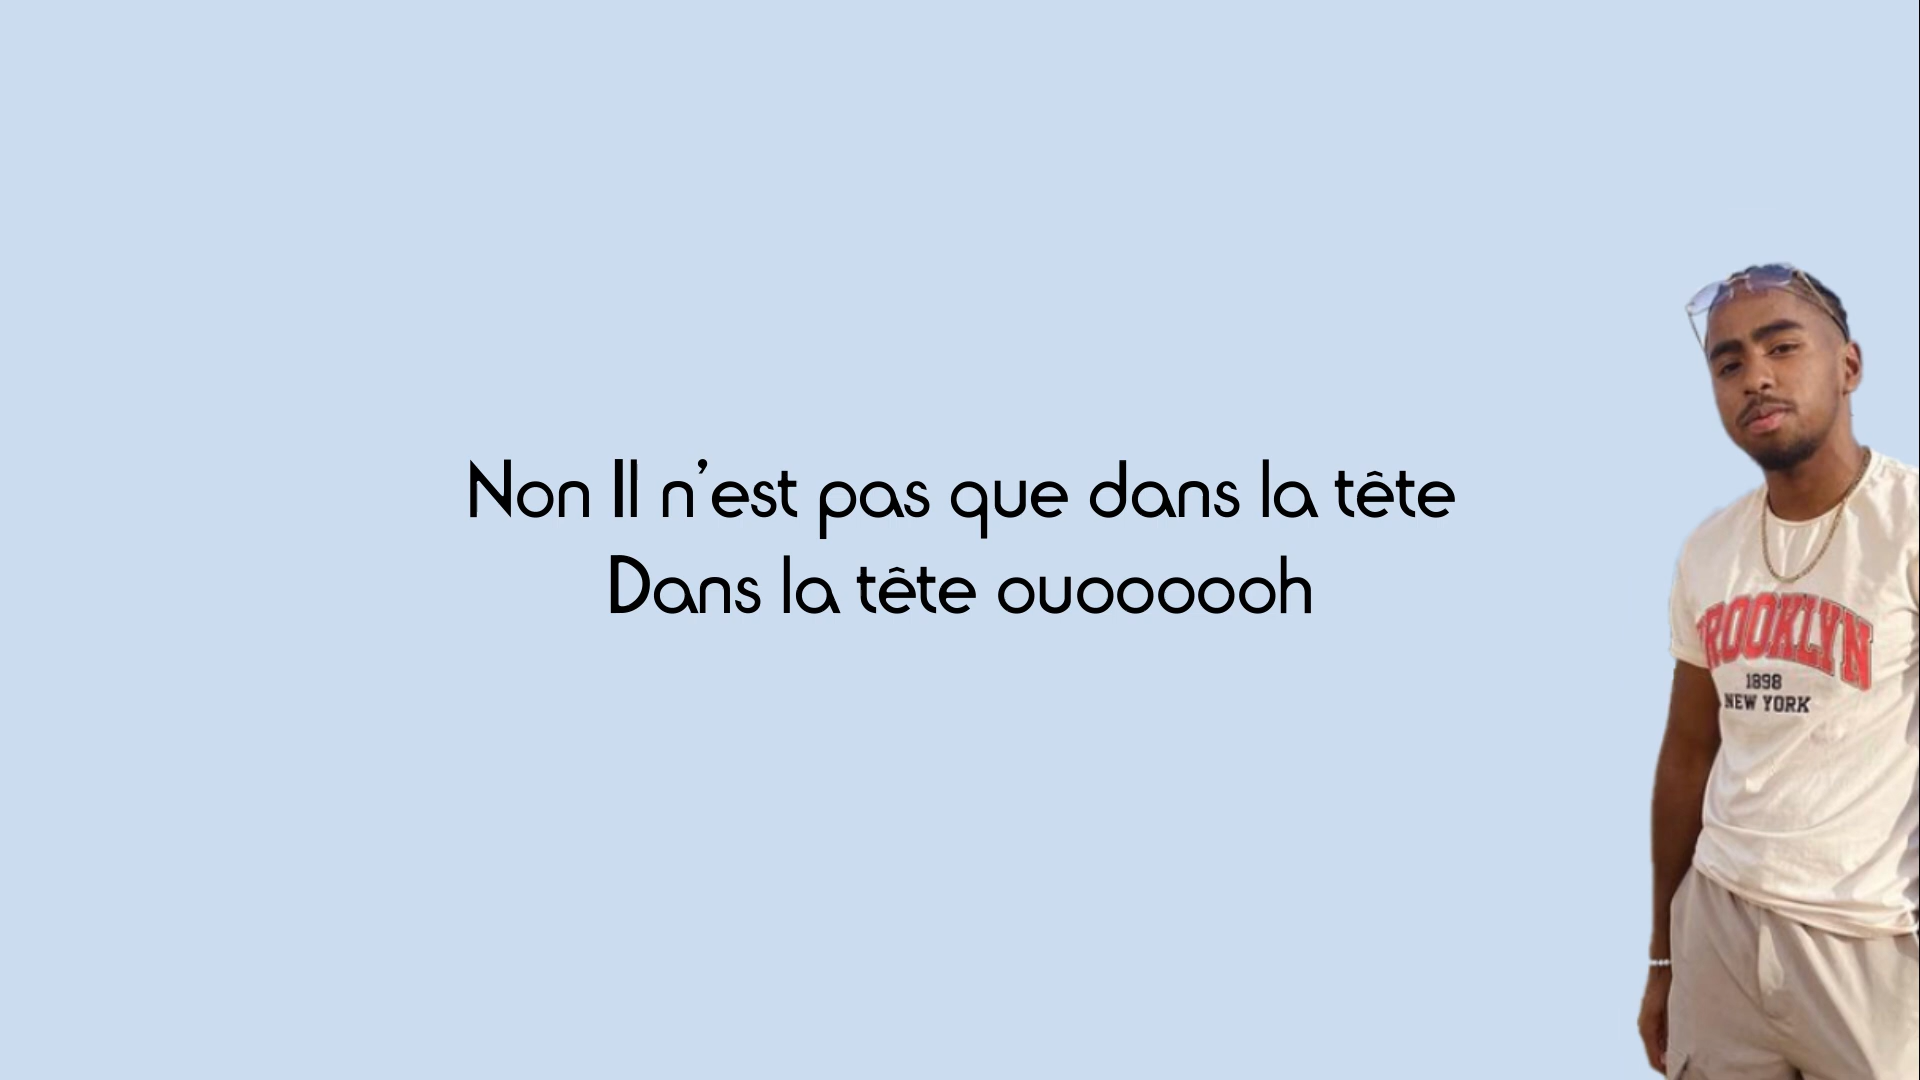 Non Il n’est pas que dans la tête
Dans la tête ouoooooh
ROOKLYN
1898
NEW YORK